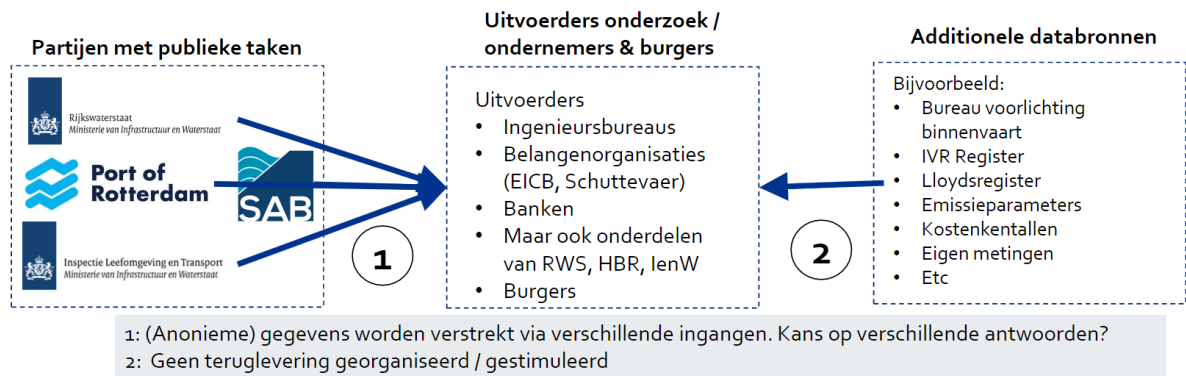 Partijen met publieke taken
Rijkswaterstaat
Ministerie van Infrastructuur en Waterstaat
Port of
Rotterdam
SAB
Inspectie Leefomgeving en Transport
Ministerie van Infrastructuur en Waterstaat
1
Uitvoerders onderzoek /
ondernemers & burgers
Uitvoerders
• Ingenieursbureaus
• Belangenorganisaties
(EICB, Schuttevaer)
• Banken
• Maar ook onderdelen
van RWS, HBR, IenW
• Burgers
2
Additionele databronnen
Bijvoorbeeld:
• Bureau voorlichting
binnenvaart
• IVR Register
• Lloydsregister
• Emissieparameters
• Kostenkentallen
• Eigen metingen
• Etc
1: (Anonieme) gegevens worden verstrekt via verschillende ingangen. Kans op verschillende antwoorden?
2: Geen teruglevering georganiseerd / gestimuleerd